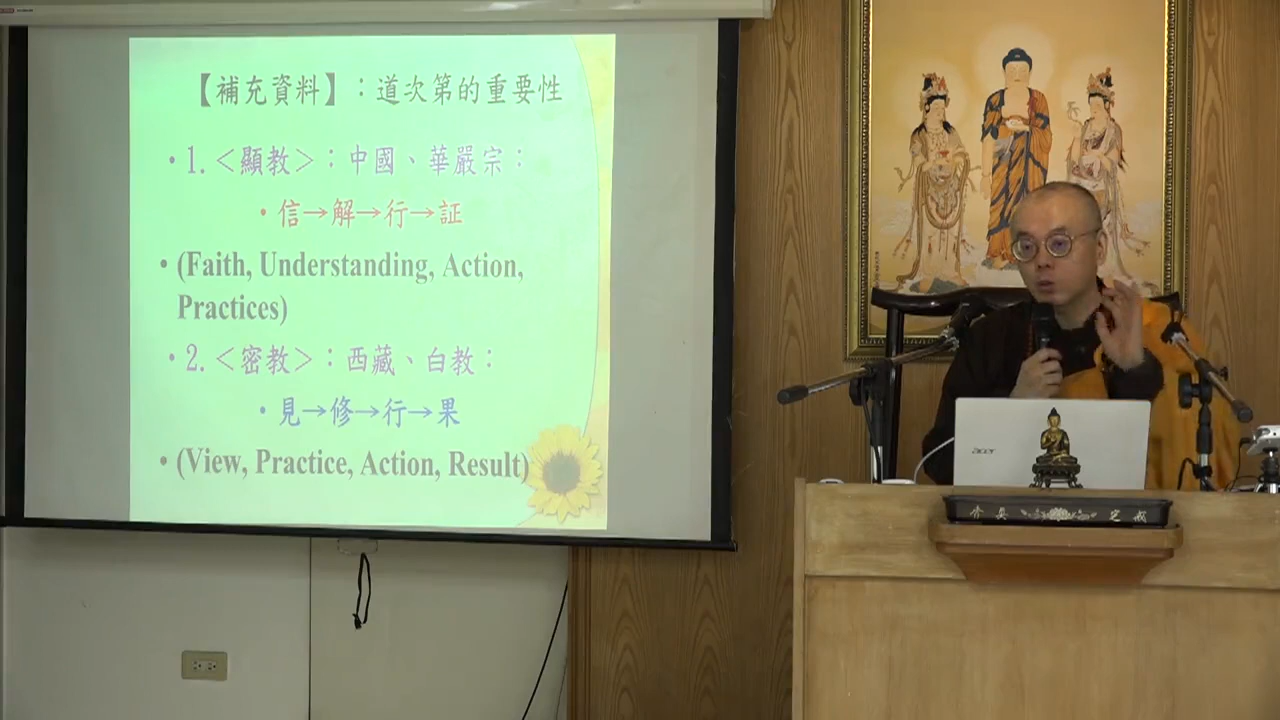 【補充資料】：道次第的重要性
•1.＜顯教＞：中國、華嚴宗：
•信→解→行→証
•(Faith, Understanding, Action,
Practices)
•2.＜密教＞：西藏、白教：
•見→修→行→果
•(View, Practice, Action, Result)
acer